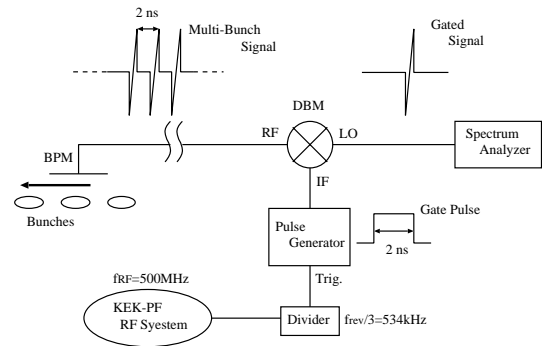 2 ns
Multi-Bunch
Signal
Gated
Signal
DBM
RF
LO
Spectrum
Analyzer
BPM
IF
Bunches
Pulse
Generator
Gate Pulse
2 ns
Trig.
fRF=500MHz
KEK-PF
RF Syestem
Divider
frev/3=534kHz